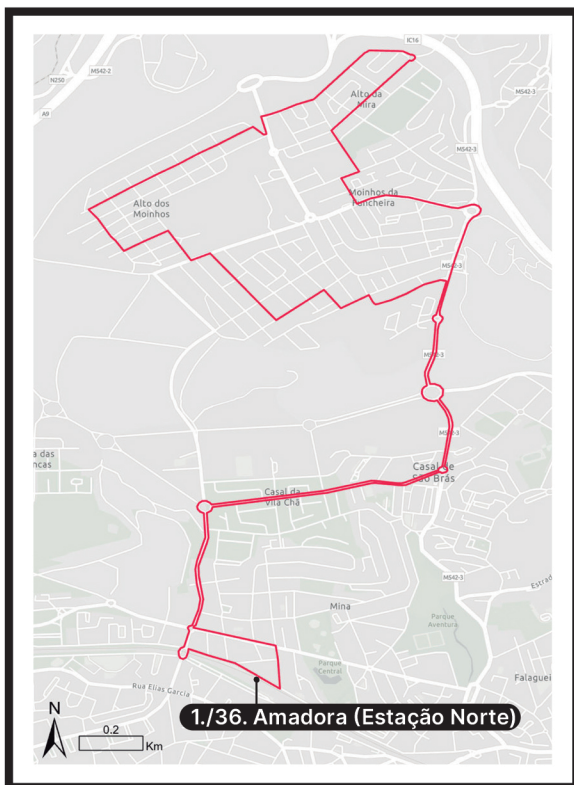 IC16
M542-2
N250
A9
Alto da
Mira
M542-3
M542-3
Moinhos da
Funcheira
Alto dos
Moinhos
M542-3
M542-3
a das
ncas
Casal de
São Brás
Casal da
Vila Chã
M542-3
Estrad
Mina
Parque
Aventura
Parque
Central
Falaguei
Rua Elias Garcia
1./36. Amadora (Estação Norte)
N
0.2
Km